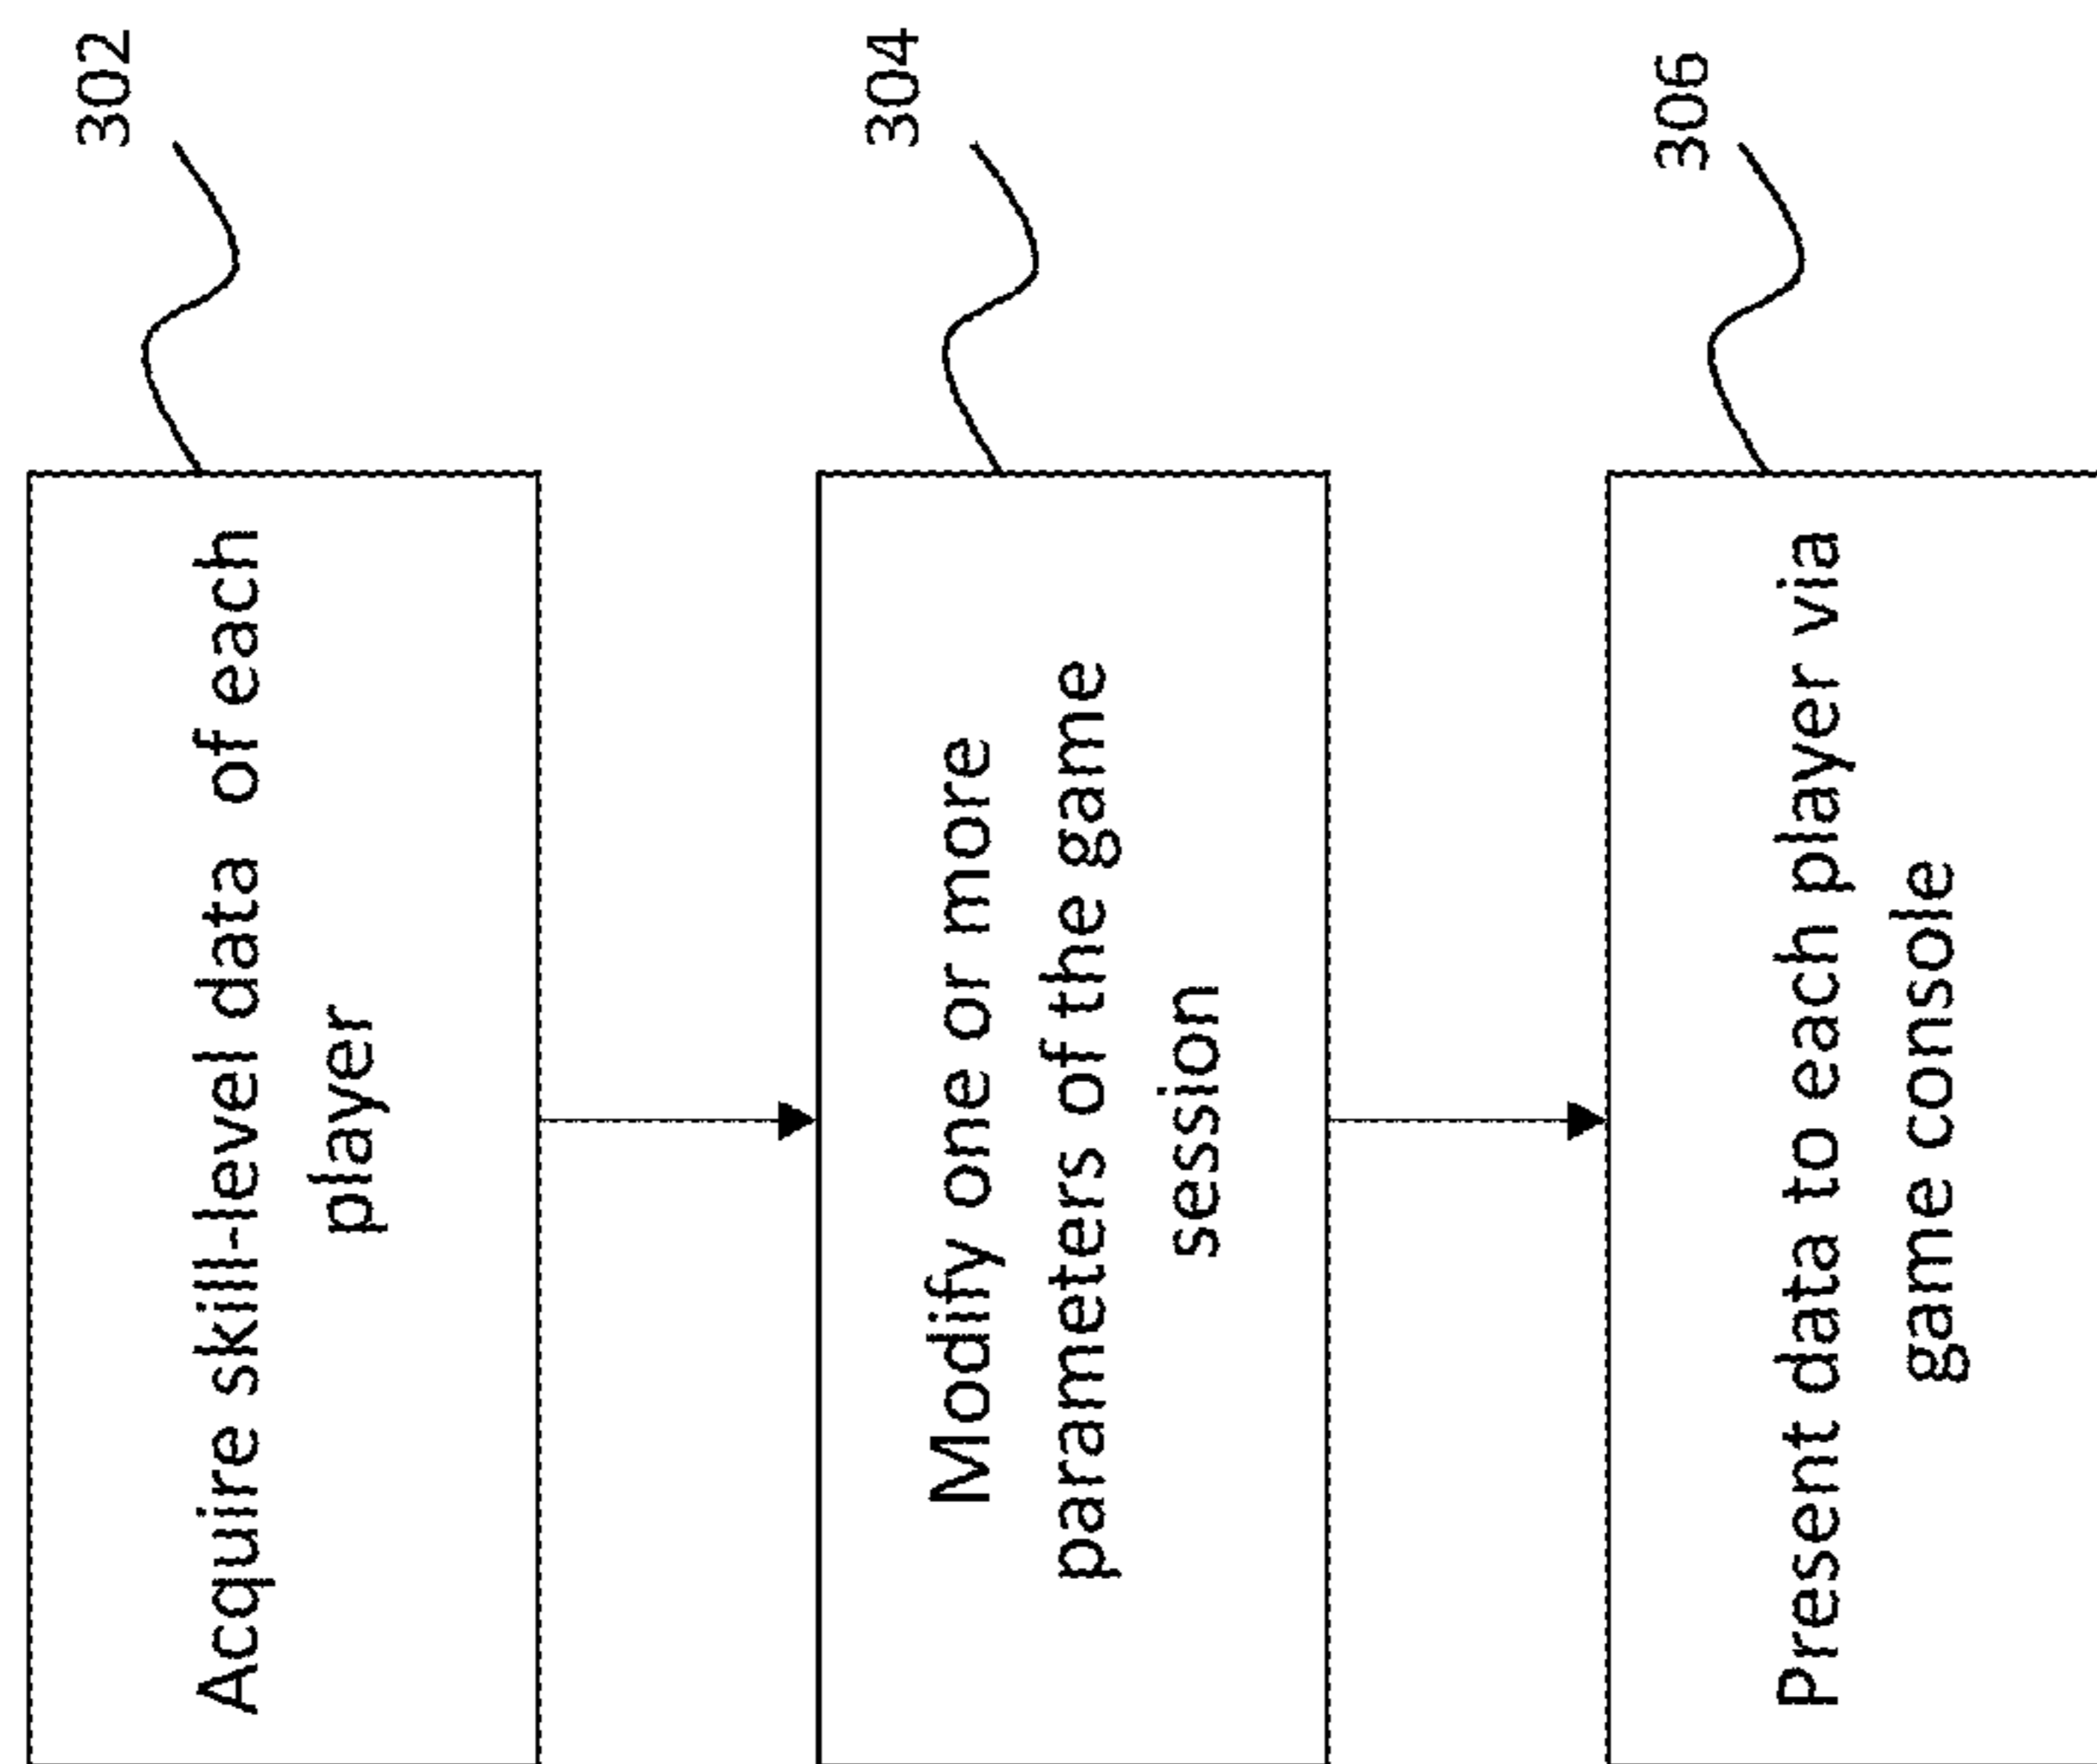 302
Acquire skill-level data of each
player
304
Modify one or more
parameters of the game
session
306
Present data to each player via
game console